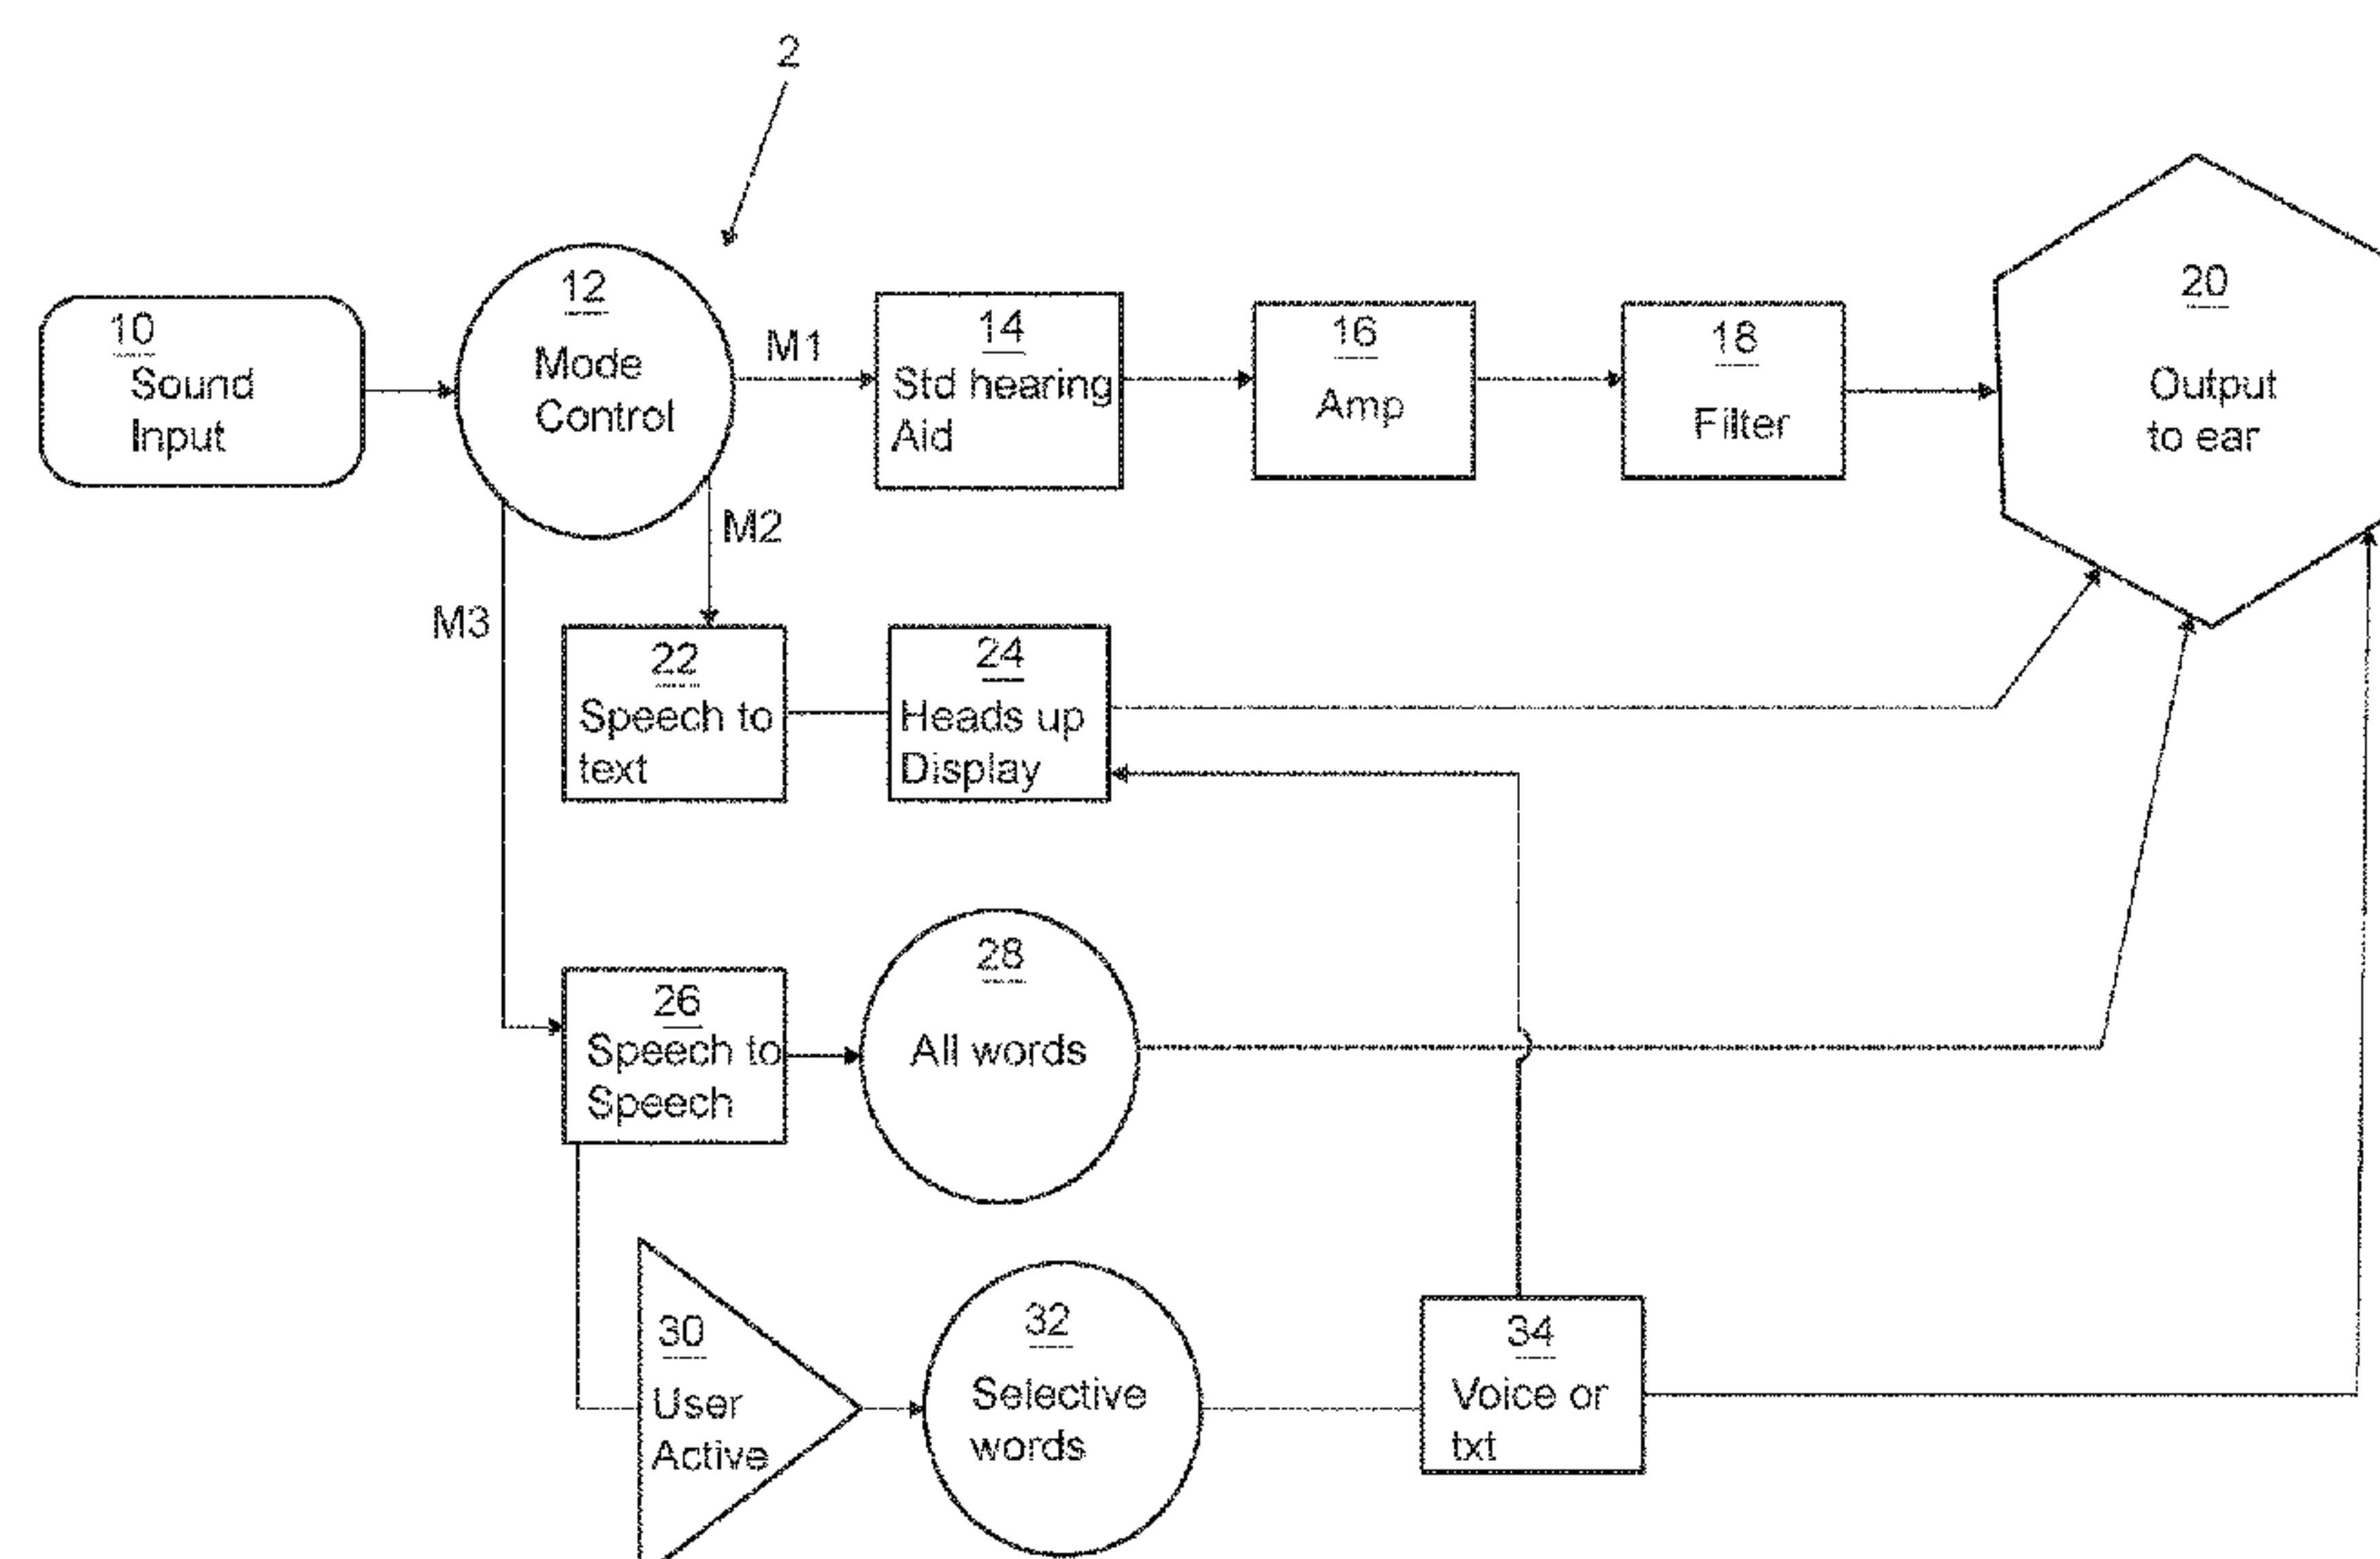 2
10
Sound
Input
12
Mode
Control
M1
14
Std hearing
Aid
16
Amp
18
Filter
20
Output
to ear
M2
M3
22
Speech to
text
24
Heads up
Display
26
Speech to
Speech
28
All words
30
User
Active
32
Selective
words
34
Voice or
txt